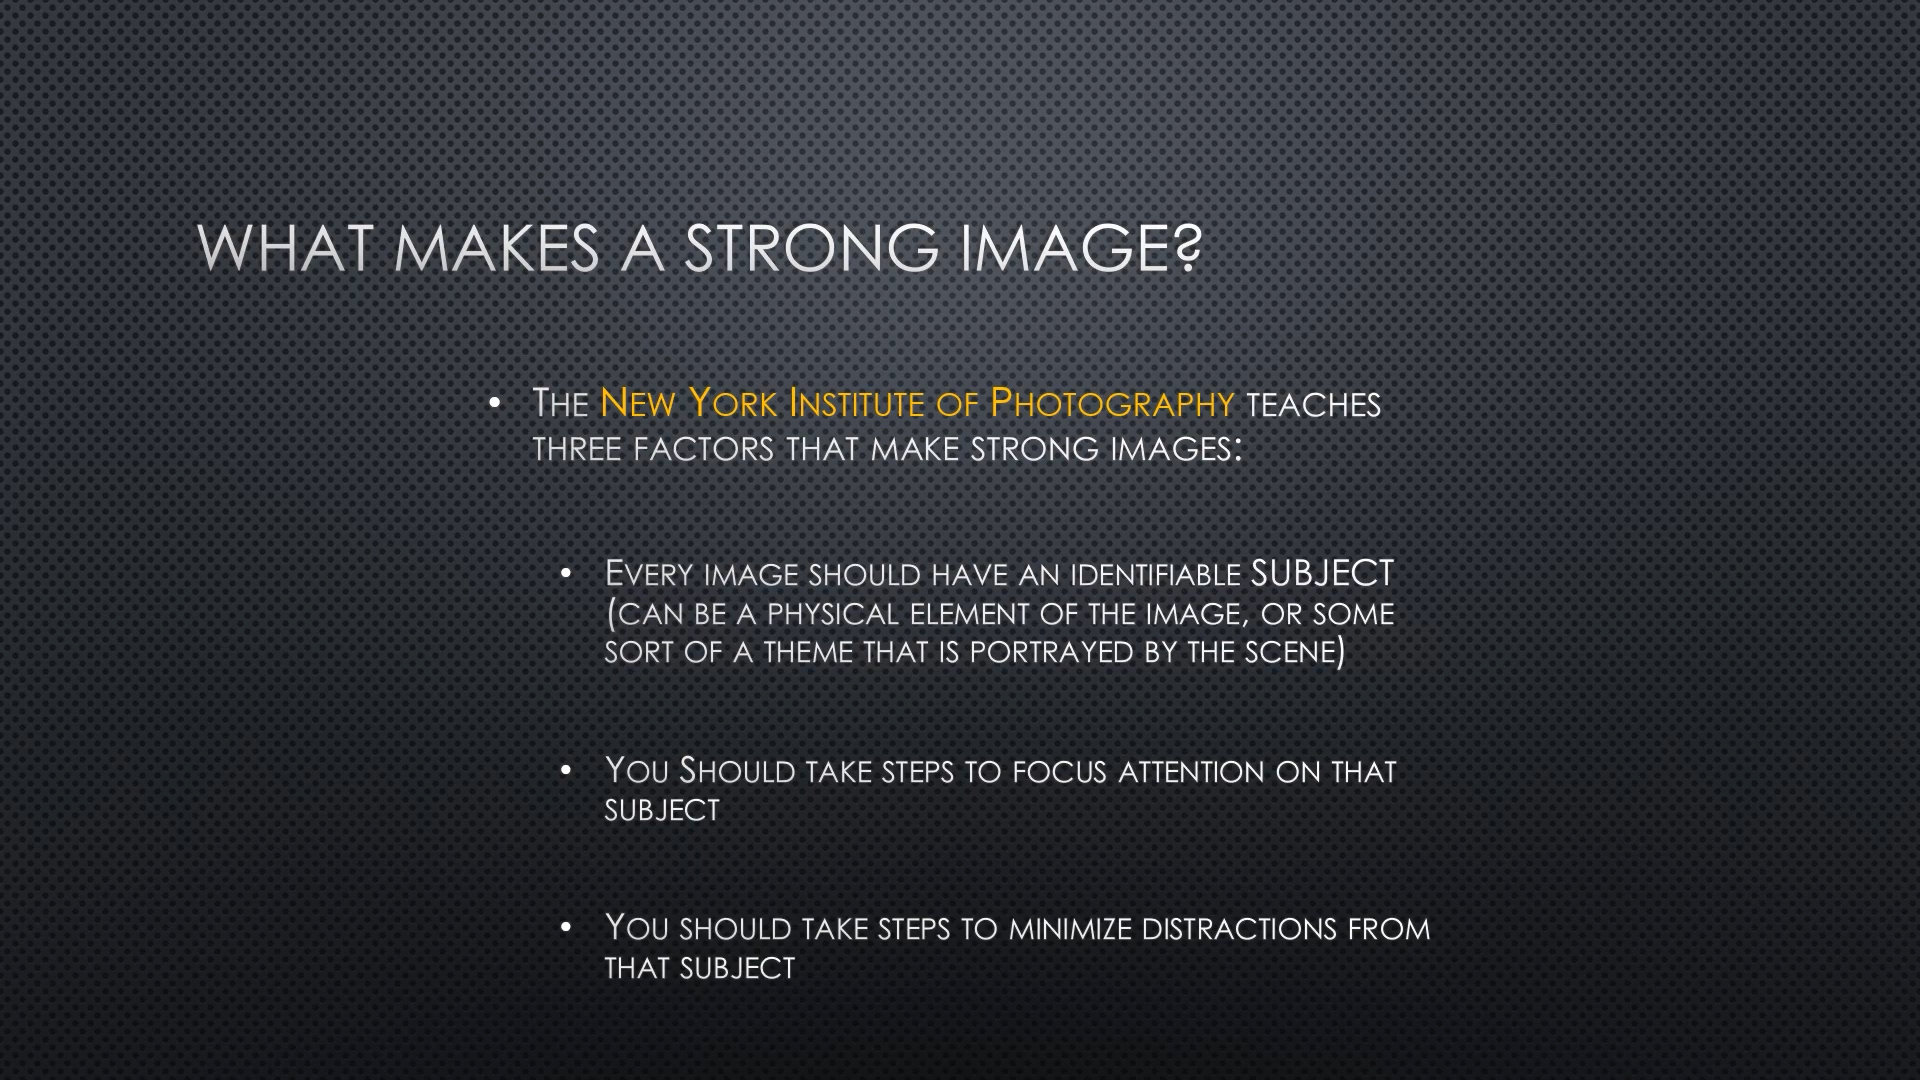 WHAT MAKES A STRONG IMAGE?
• The New York Institute of Photography teaches
three factors that make strong images:
• Every image should have an identifiable SUBJECT
(can be a physical element of the image, or some
sort of a theme that is portrayed by the scene)
• You Should take steps to focus attention on that
subject
• You should take steps to minimize distractions from
that subject